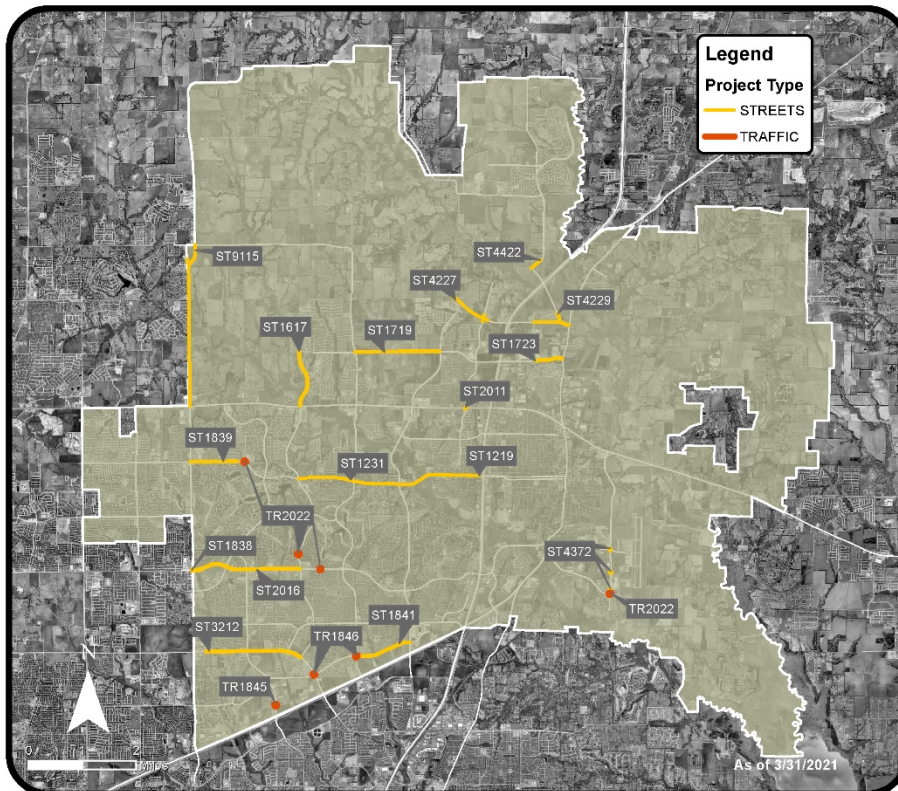 Legend
Project Type
STREETS
TRAFFIC
ST9115
ST4422
ST4227
ST4229
ST1617
ST1719
ST1723
ST2011
ST1839
ST1231
ST1219
TR2022
ST1838
ST4372
ST2016
TR2022
ST3212
TR1846
ST1841
TR1845
N
0 1 2
Miles
As of 3/31/2021